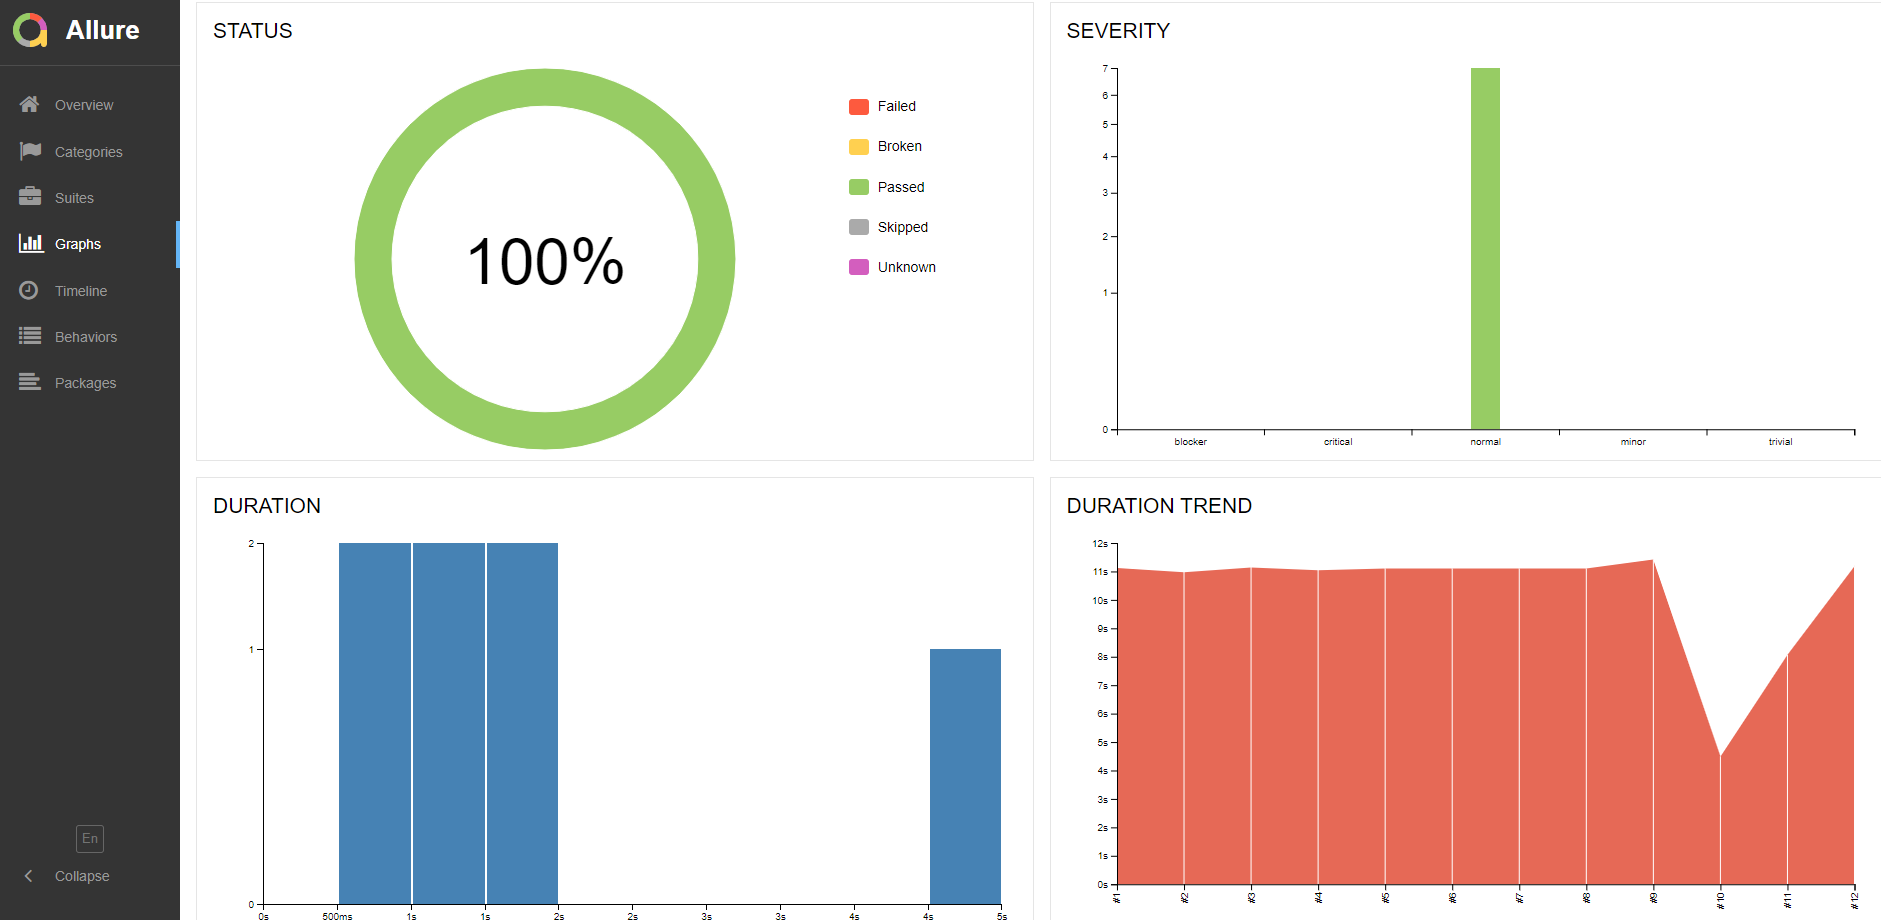 Allure
Overview
Categories
Suites
Graphs
Timeline
Behaviors
Packages
En
Collapse
STATUS
100%
Failed
Broken
Passed
Skipped
Unknown
SEVERITY
7
6
5
4
3
2
1
0
blocker critical normal minor trivial
DURATION
2
1
0
0s 500ms 1s 1s 2s 2s 3s 3s 4s 4s 5s
DURATION TREND
12s
11s
10s
9s
8s
7s
6s
5s
4s
3s
2s
1s
0s
#1 #2 #3 #4 #5 #6 #7 #8 #9 #10 #11 #12